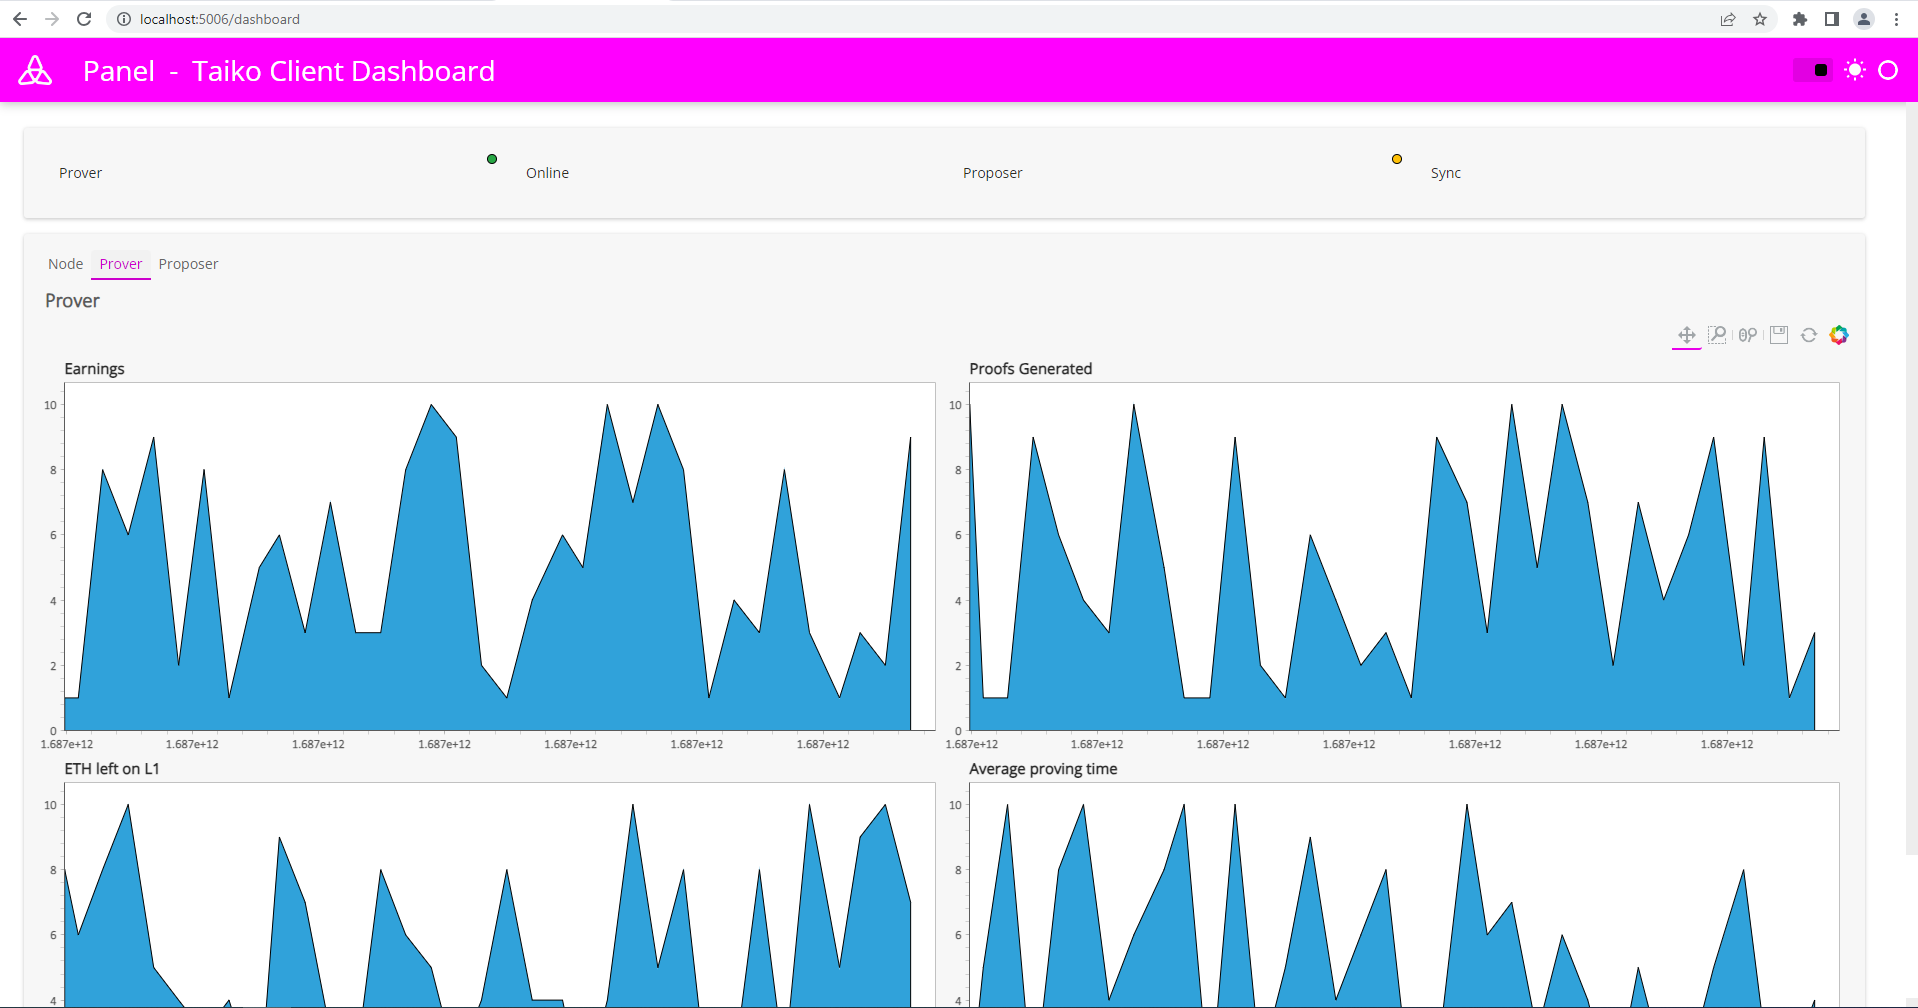 localhost:5006/dashboard
Panel - Taiko Client Dashboard
Prover Online Proposer Sync
Node Prover Proposer
Prover
Earnings
10
8
6
4
2
0
1.687e+12 1.687e+12 1.687e+12 1.687e+12 1.687e+12 1.687e+12 1.687e+12
Proofs Generated
10
8
6
4
2
0
1.687e+12 1.687e+12 1.687e+12 1.687e+12 1.687e+12 1.687e+12 1.687e+12
ETH left on L1
10
8
6
4
Average proving time
10
8
6
4